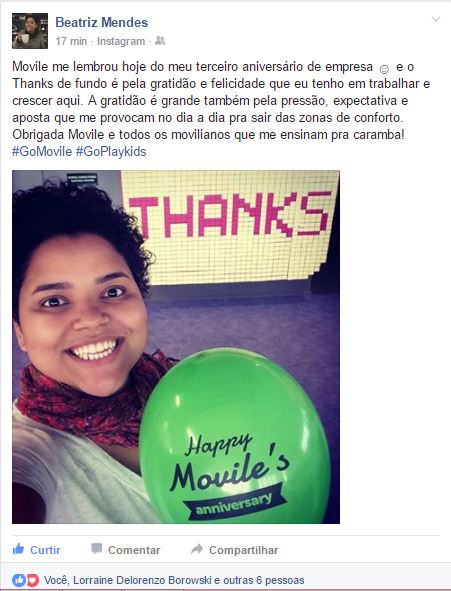 Beatriz Mendes
17 min · Instagram ·
Movile me lembrou hoje do meu terceiro aniversário de empresa ☺ e o
Thanks de fundo é pela gratidão e felicidade que eu tenho em trabalhar e
crescer aqui. A gratidão é grande também pela pressão, expectativa e
aposta que me provocam no dia a dia pra sair das zonas de conforto.
Obrigada Movile e todos os movilianos que me ensinam pra caramba!
#GoMovile #GoPlaykids
THANKS
Happy
Movile's
anniversary
Curtir Comentar Compartilhar
Você, Lorraine Delorenzo Borowski e outras 6 pessoas